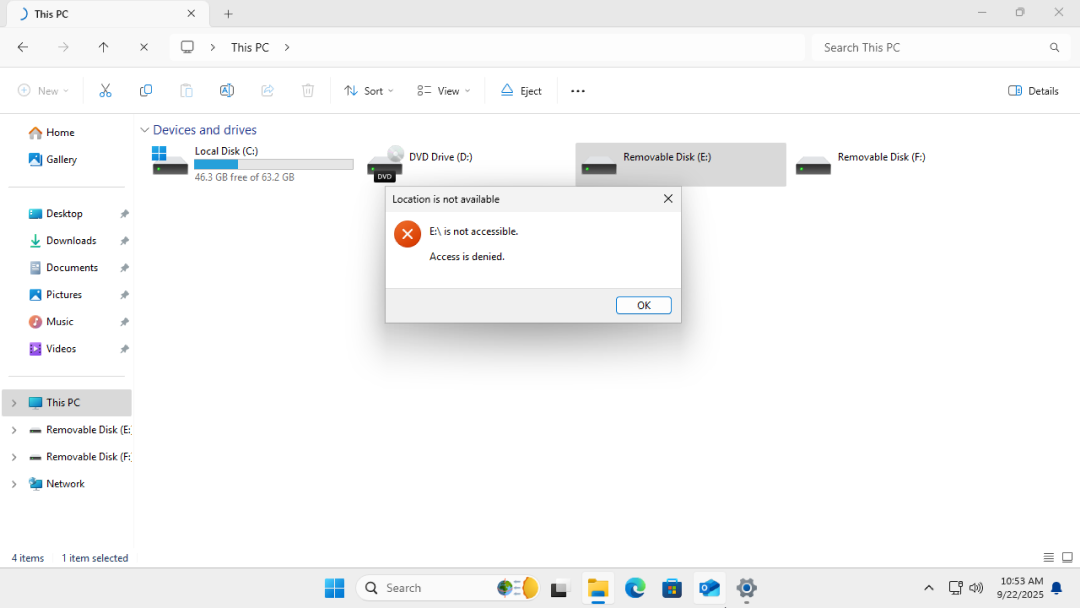 This PC
This PC
Search This PC
New
Sort
View
Eject
Details
Home
Gallery
Desktop
Downloads
Documents
Pictures
Music
Videos
This PC
Removable Disk (E:
Removable Disk (F:
Network
Devices and drives
Local Disk (C:)
46.3 GB free of 63.2 GB
DVD Drive (D:)
DVD
Removable Disk (E:)
Removable Disk (F:)
Location is not available
E:\ is not accessible.
Access is denied.
OK
4 items
1 item selected
Search
10:53 AM
9/22/2025